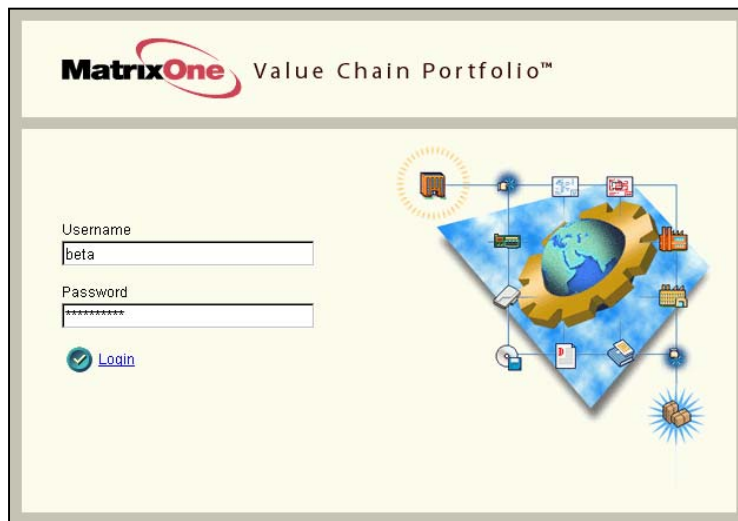 MatrixOne Value Chain Portfolio™
Username
beta
Password
**********
Login